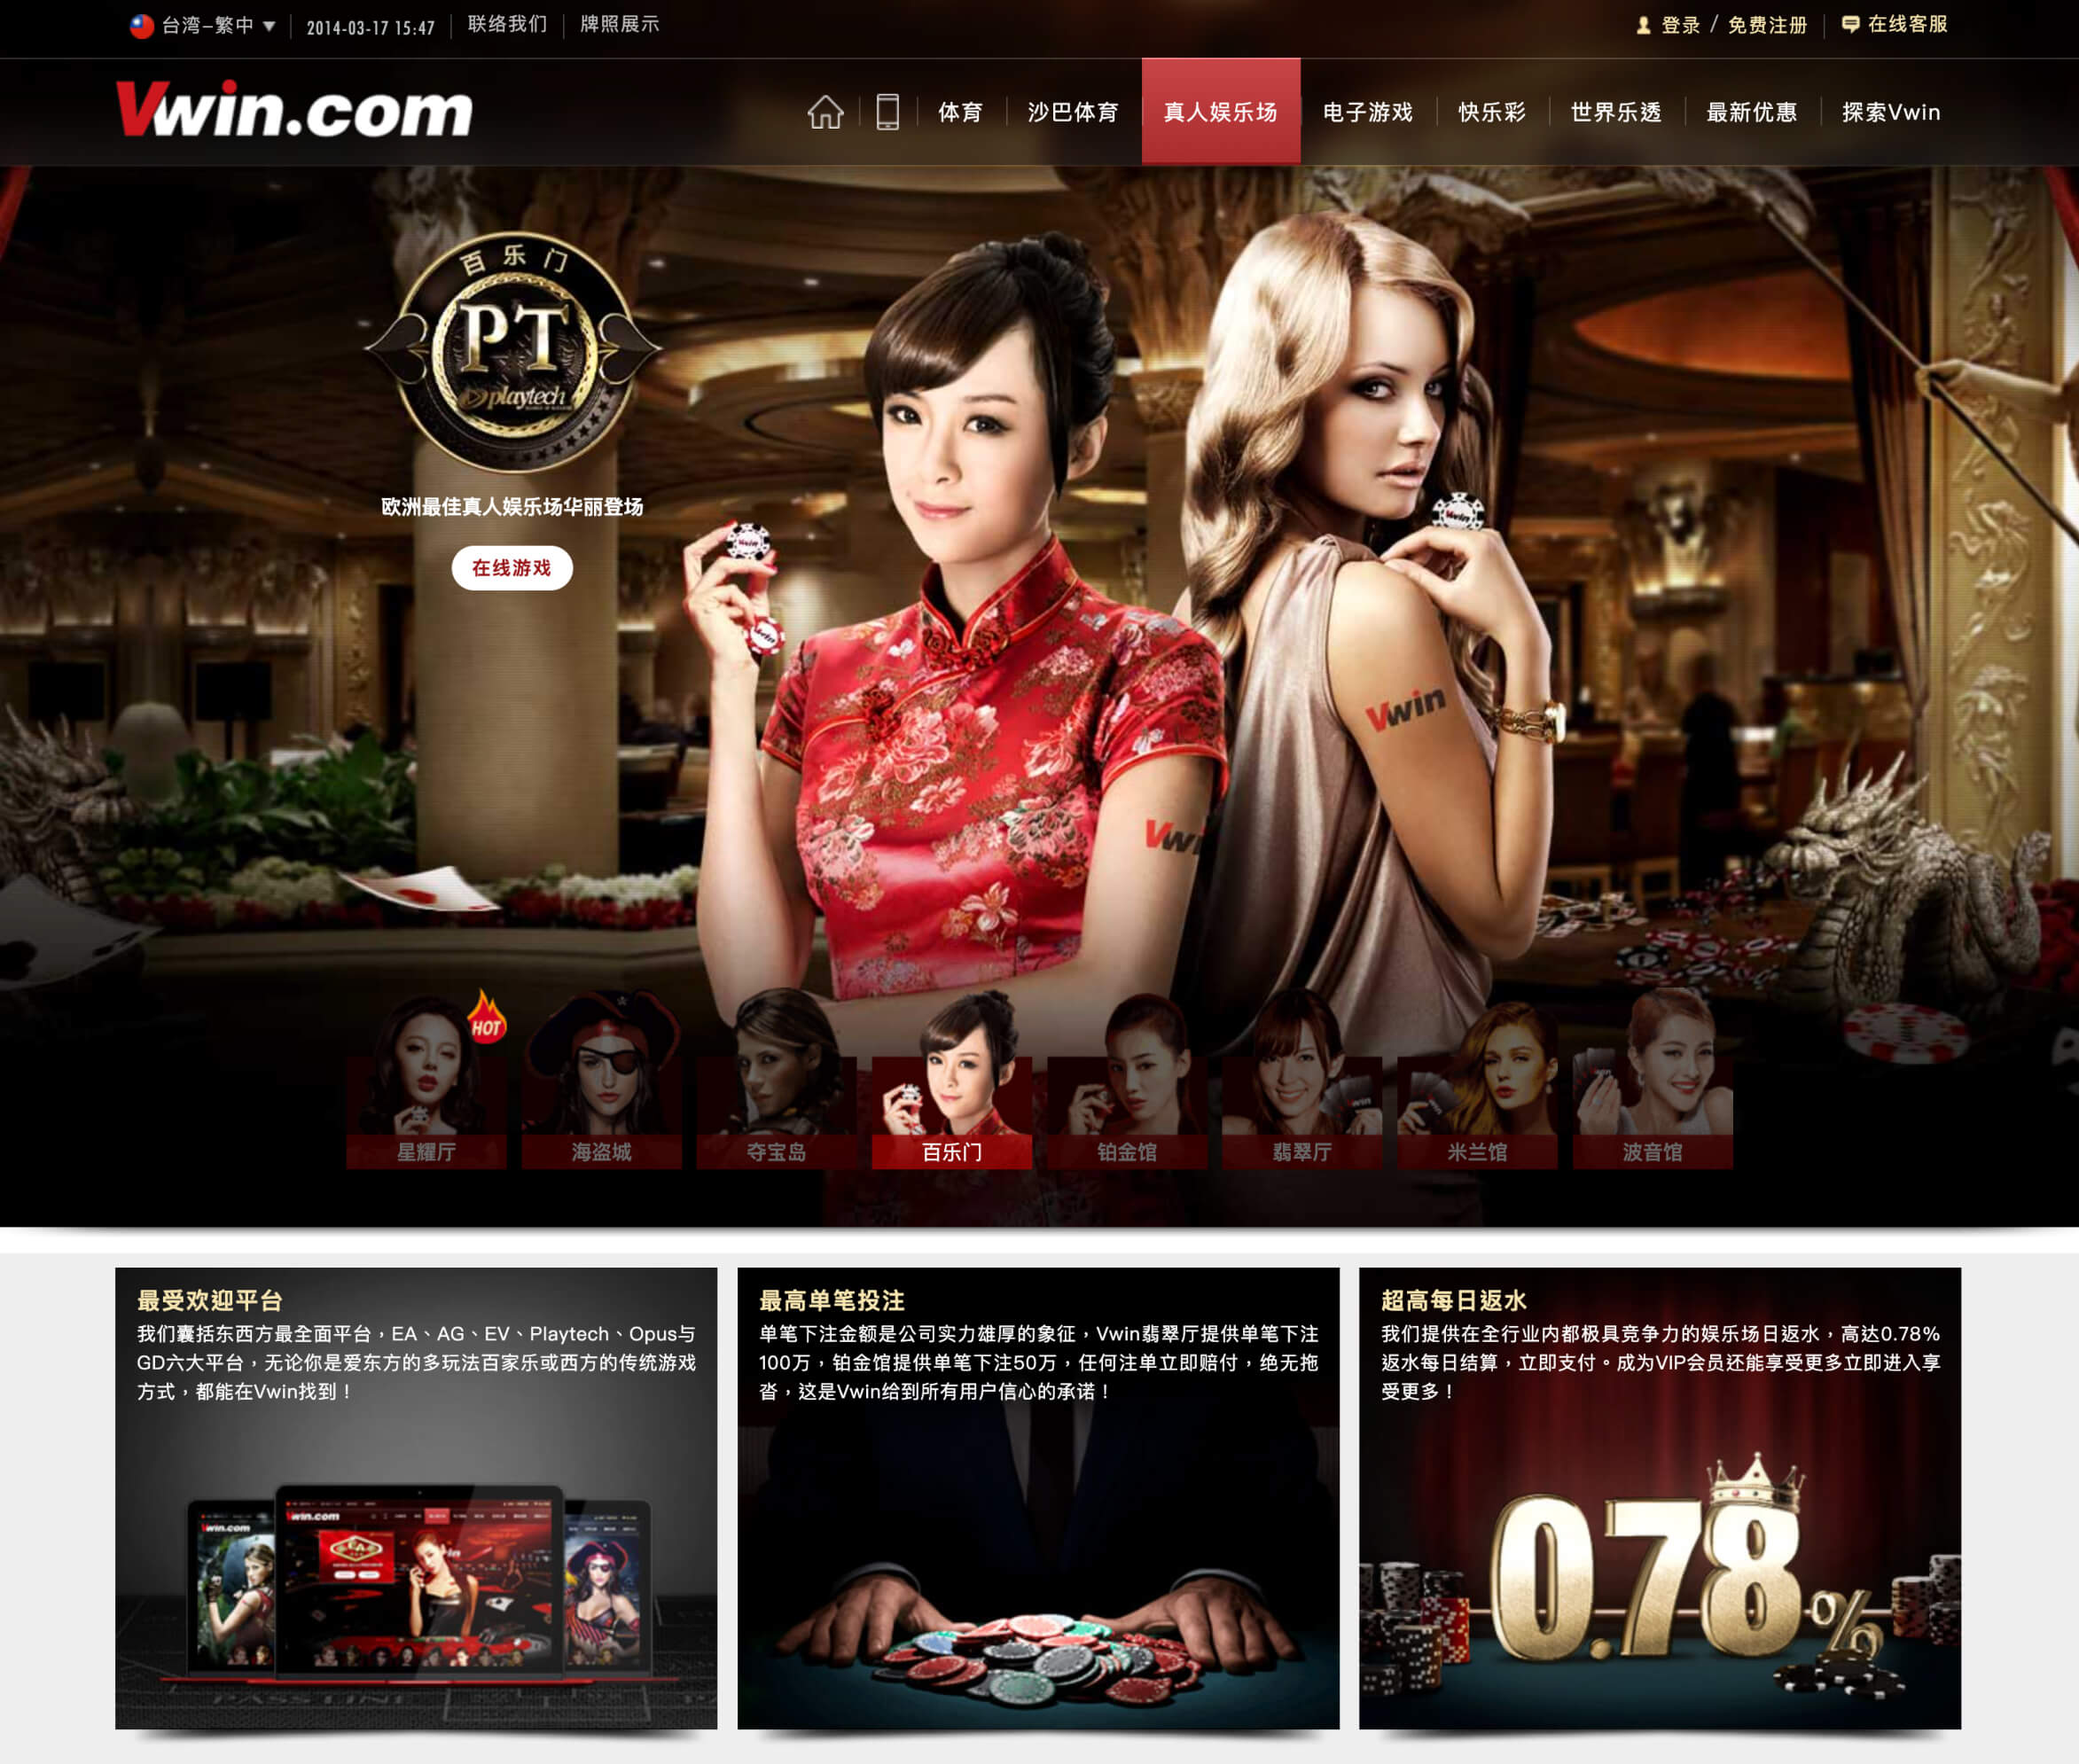 台湾-繁中
2014-03-17 15:47
联络我们
牌照展示
登录 / 免费注册
在线客服
Vwin.com
体育
沙巴体育
真人娱乐场
电子游戏
快乐彩
世界乐透
最新优惠
探索Vwin
百乐门
PT
playtech
欧洲最佳真人娱乐场华丽登场
在线游戏
Vwin
Vwi
HOT
星耀厅
海盗城
夺宝岛
百乐门
铂金馆
翡翠厅
米兰馆
波音馆
最受欢迎平台
我们囊括东西方最全面平台，EA、AG、EV、Playtech、Opus与
GD六大平台，无论你是爱东方的多玩法百家乐或西方的传统游戏
方式，都能在Vwin找到！
Vwin.com
最高单笔投注
单笔下注金额是公司实力雄厚的象征，Vwin翡翠厅提供单笔下注
100万，铂金馆提供单笔下注50万，任何注单立即赔付，绝无拖
沓，这是Vwin给到所有用户信心的承诺！
超高每日返水
我们提供在全行业内都极具竞争力的娱乐场日返水，高达0.78%
返水每日结算，立即支付。成为VIP会员还能享受更多立即进入享
受更多！
0.78%